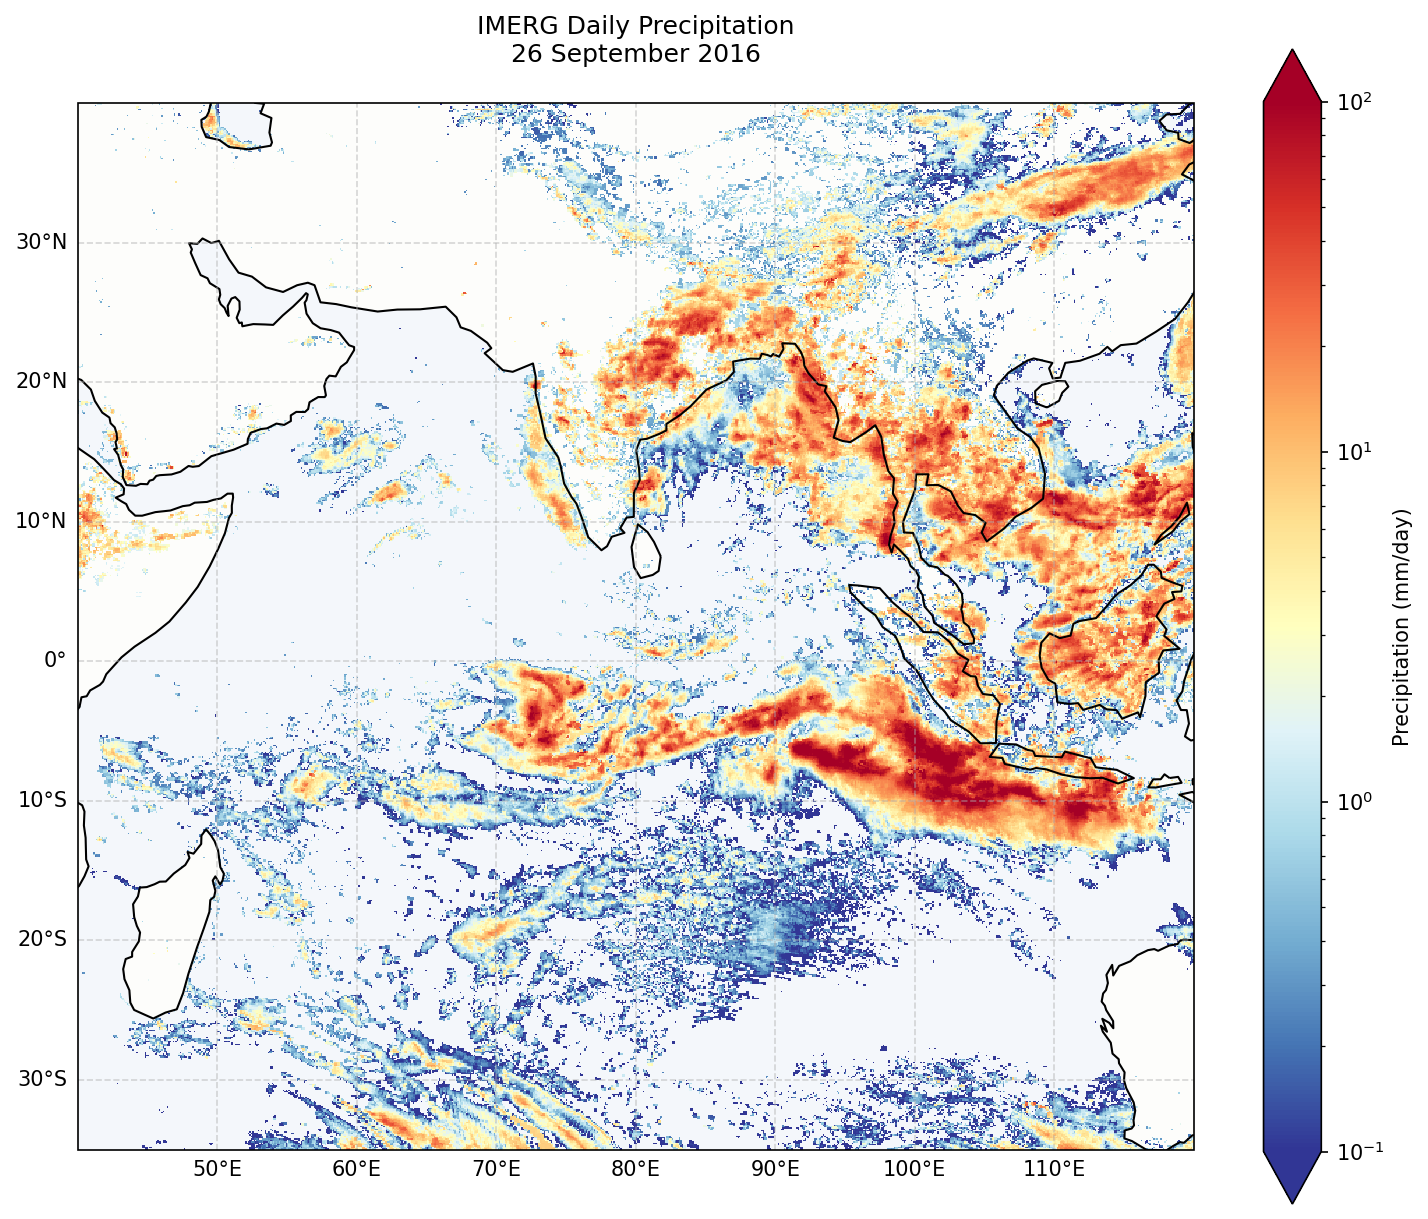 IMERG Daily Precipitation
26 September 2016
30°N
20°N
10°N
0°
10°S
20°S
30°S
50°E
60°E
70°E
80°E
90°E
100°E
110°E
10²
10¹
10⁰
10⁻¹
Precipitation (mm/day)